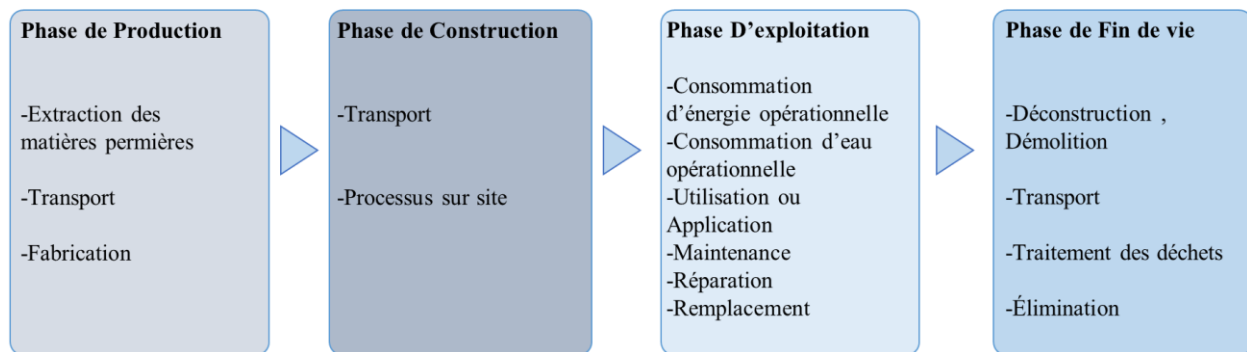 Phase de Production
-Extraction des
matières permières
-Transport
-Fabrication
Phase de Construction
-Transport
-Processus sur site
Phase D’exploitation
-Consommation
d’énergie opérationnelle
-Consommation d’eau
opérationnelle
-Utilisation ou
Application
-Maintenance
-Réparation
-Remplacement
Phase de Fin de vie
-Déconstruction ,
Démolition
-Transport
-Traitement des déchets
-Élimination